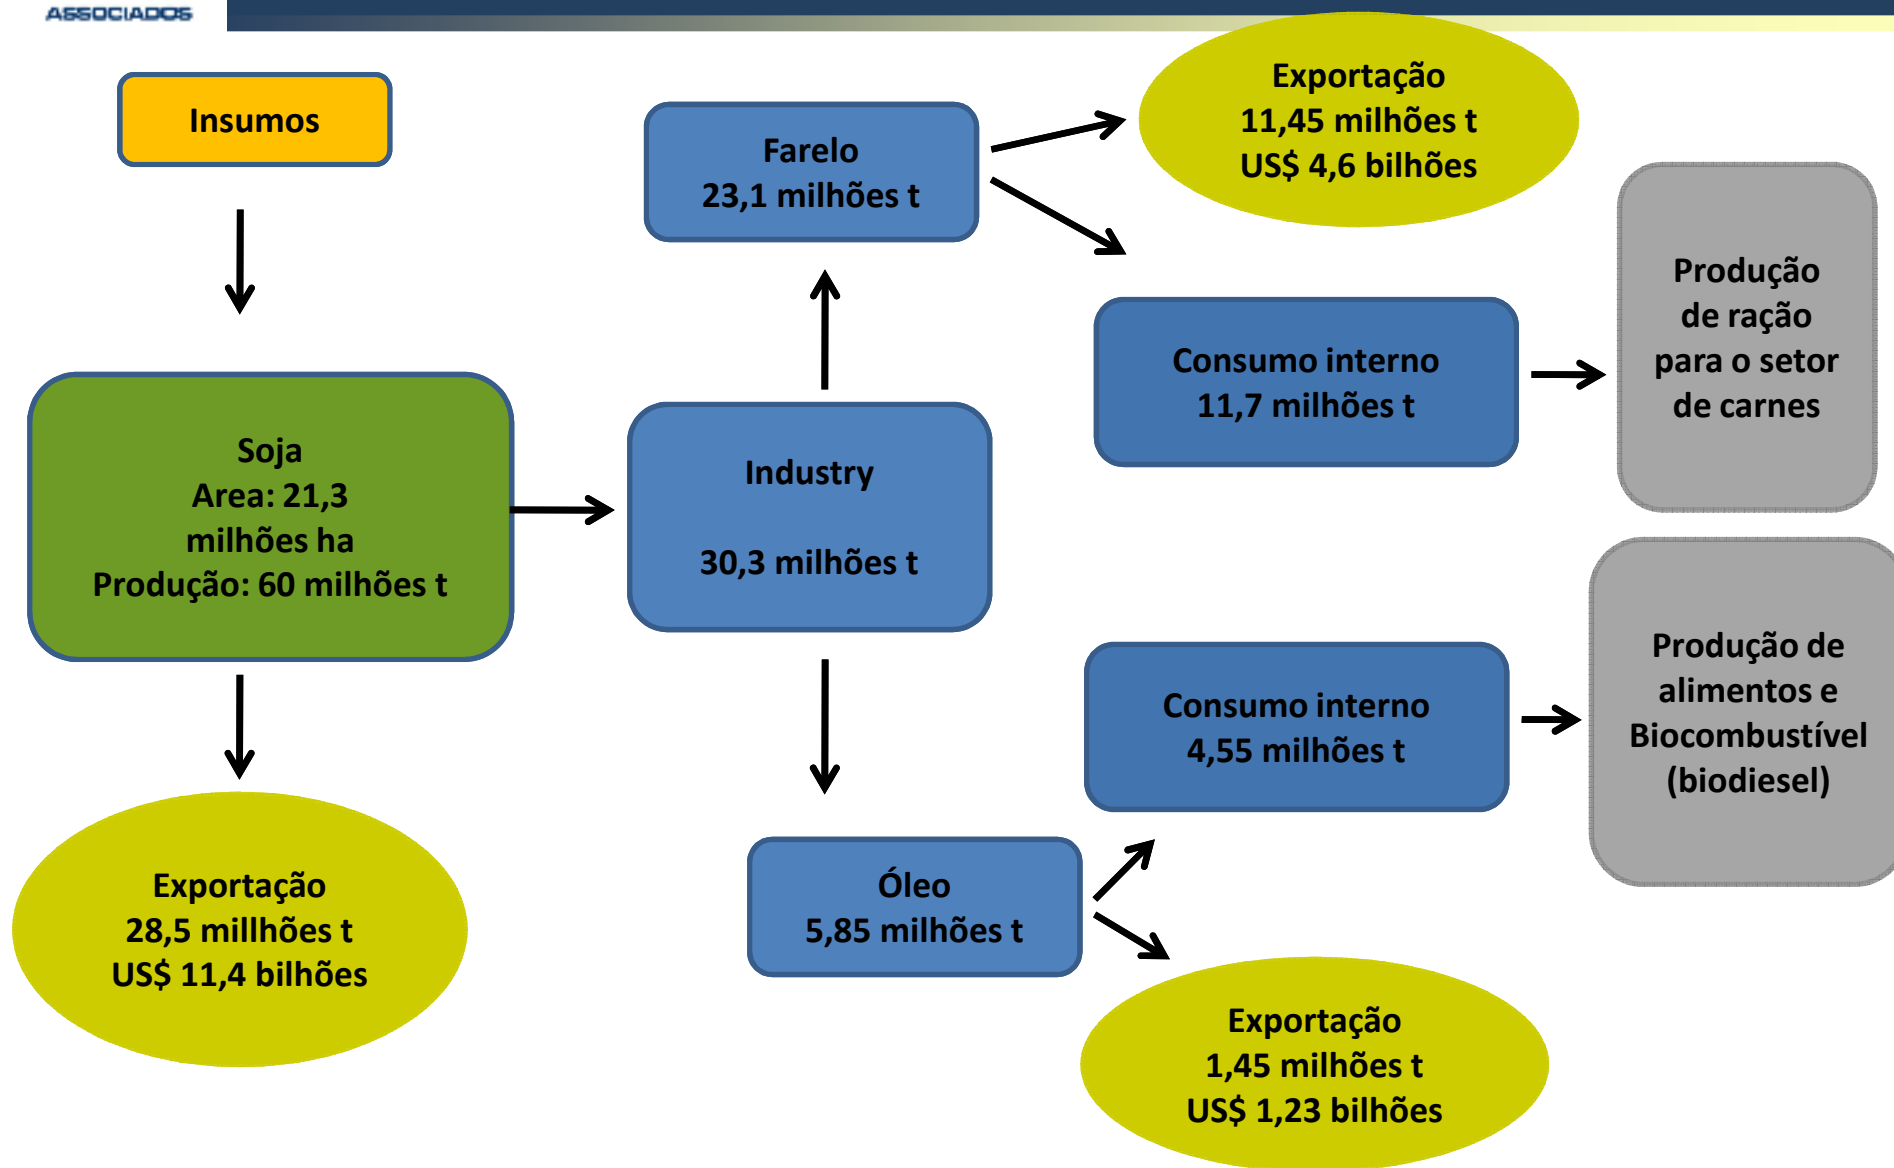 ASSOCIADOS
Insumos
Soja
Area: 21,3
milhões ha
Produção: 60 milhões t
Exportação
28,5 millhões t
US$ 11,4 bilhões
Industry
30,3 milhões t
Farelo
23,1 milhões t
Exportação
11,45 milhões t
US$ 4,6 bilhões
Consumo interno
11,7 milhões t
Produção
de ração
para o setor
de carnes
Óleo
5,85 milhões t
Consumo interno
4,55 milhões t
Produção de
alimentos e
Biocombustível
(biodiesel)
Exportação
1,45 milhões t
US$ 1,23 bilhões